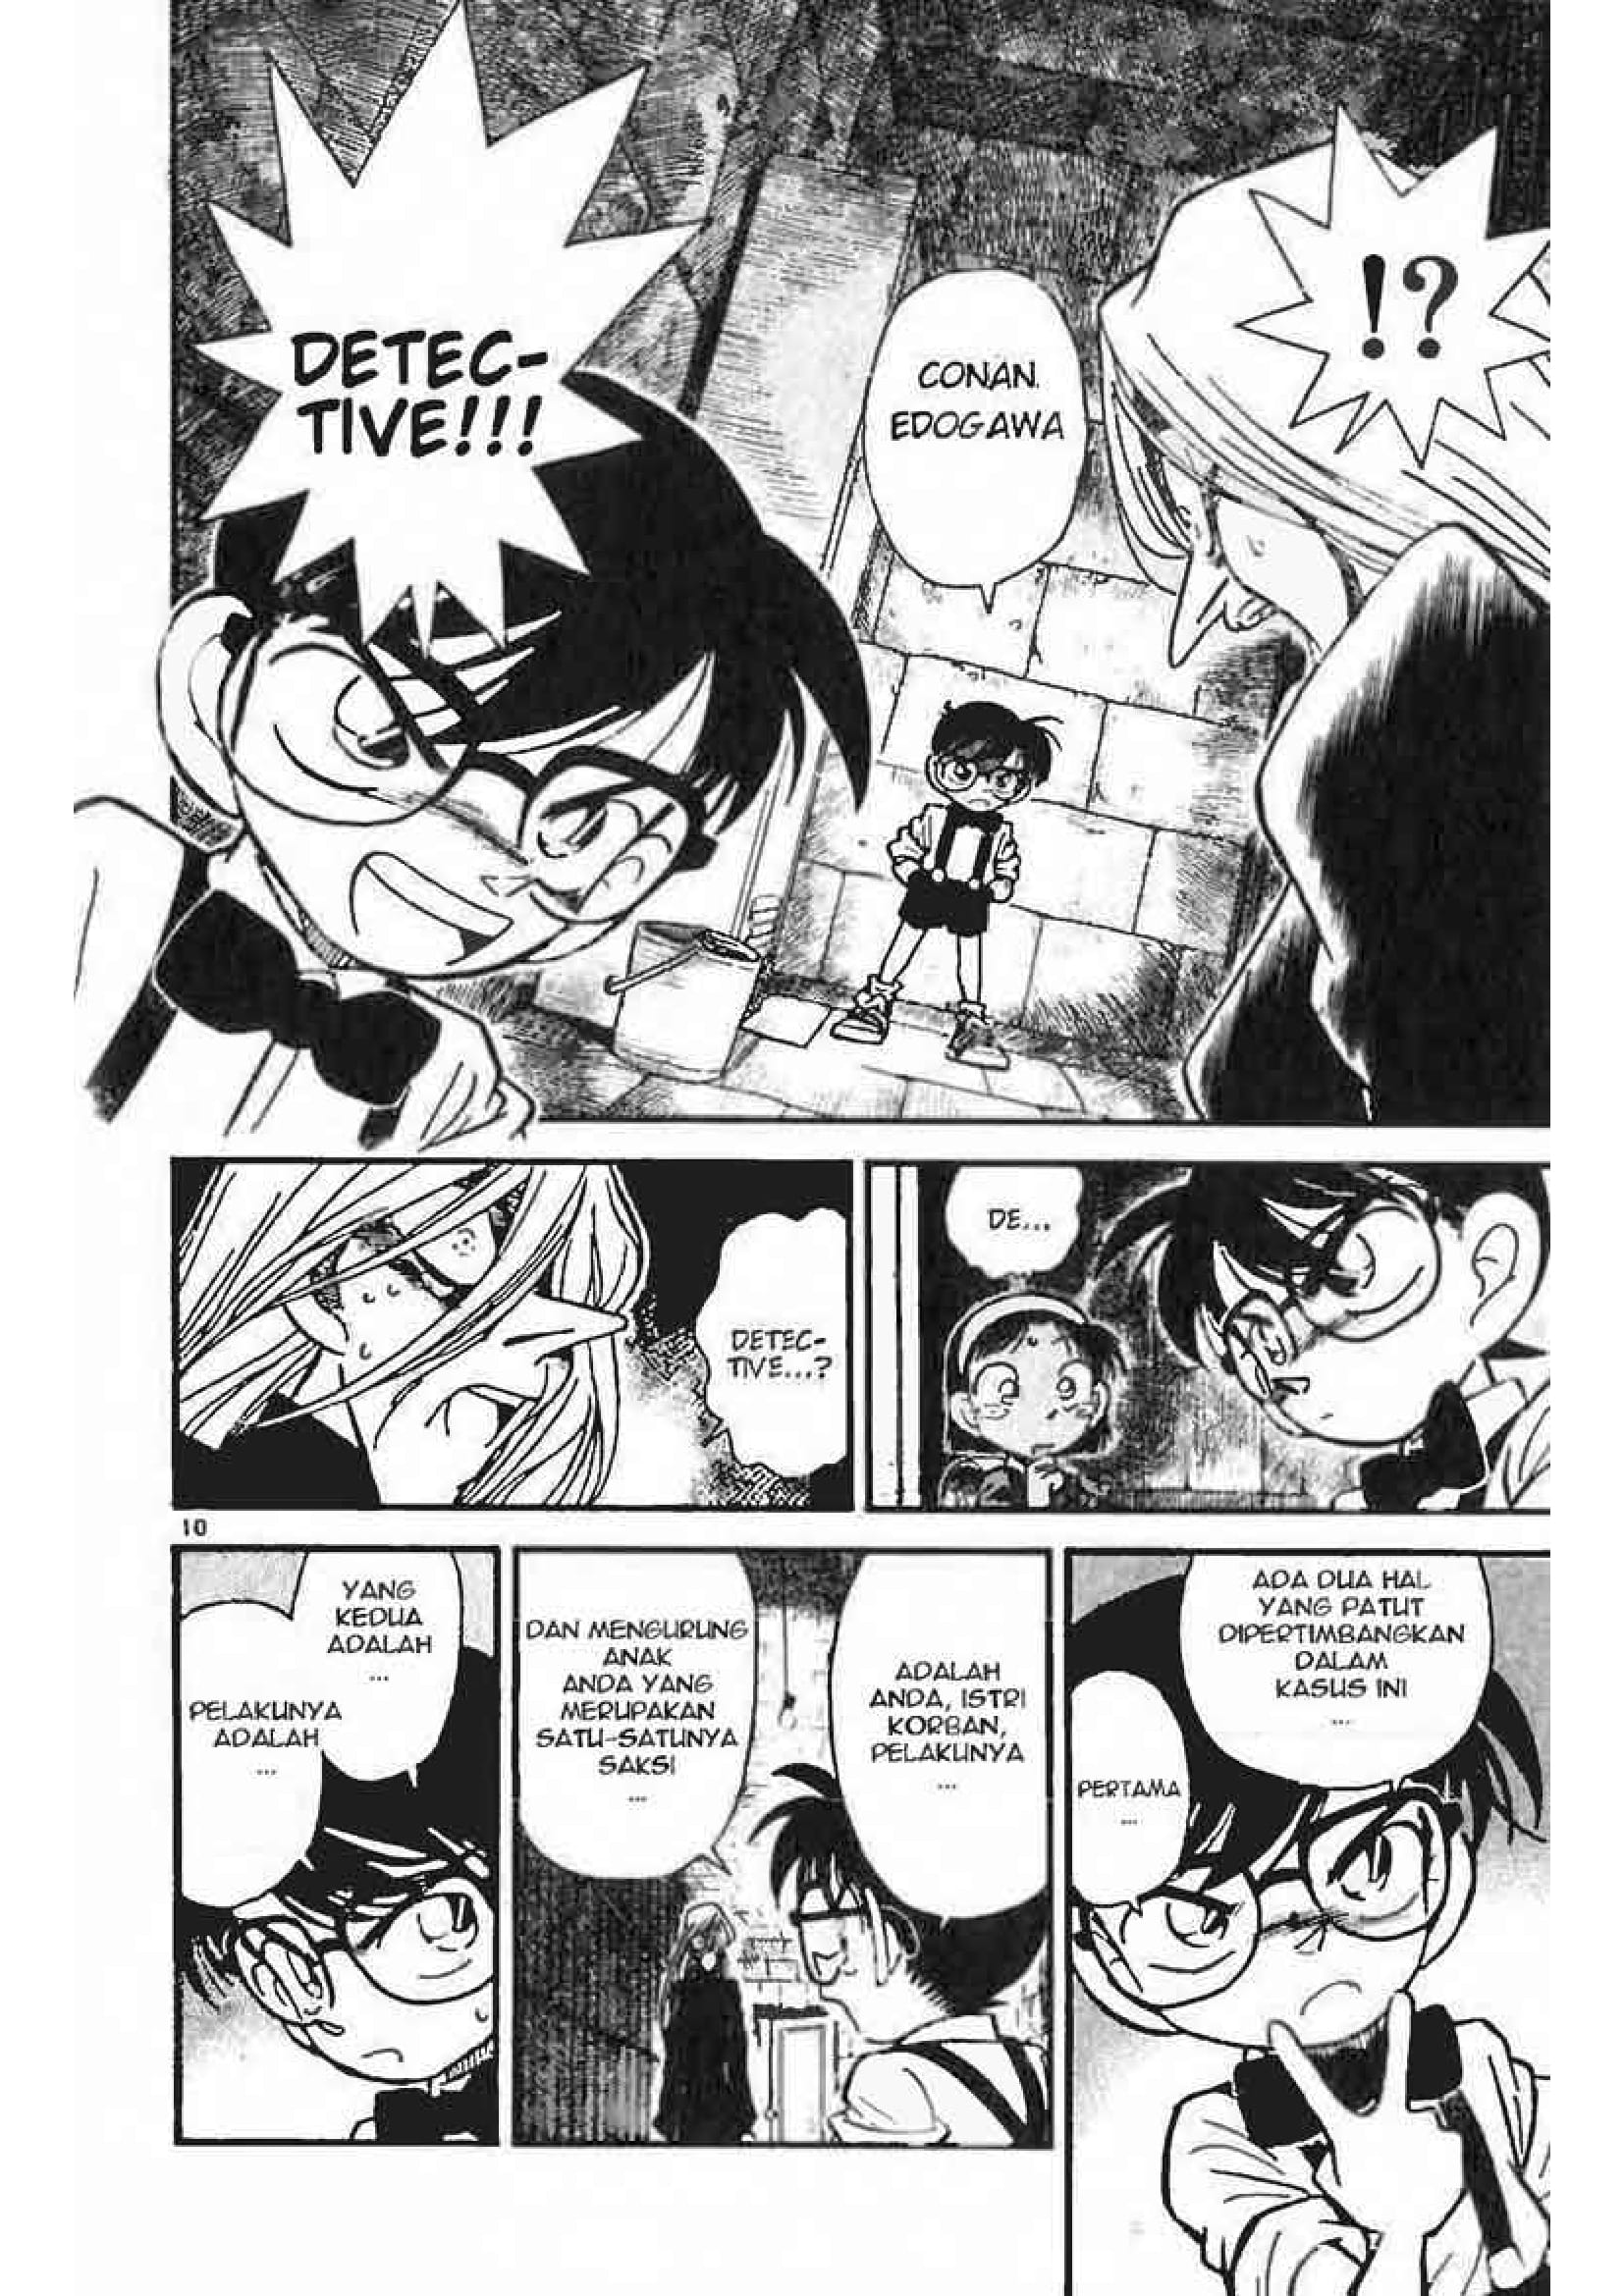 !?
CONAN
EDOGAWA
DETEC-
TIVE!!!
DE...
DETEC-
TIVE...?
10
ADA DUA HAL
YANG PATUT
DIPERTIMBANGKAN
DALAM
KASUS INI
...
PERTAMA
...
ADALAH
ANDA, ISTRI
KORBAN,
PELAKUNYA
...
DAN MENGURUNG
ANAK
ANDA YANG
MERUPAKAN
SATU-SATUNYA
SAKSI
...
YANG
KEDUA
ADALAH
...
PELAKUNYA
ADALAH
...